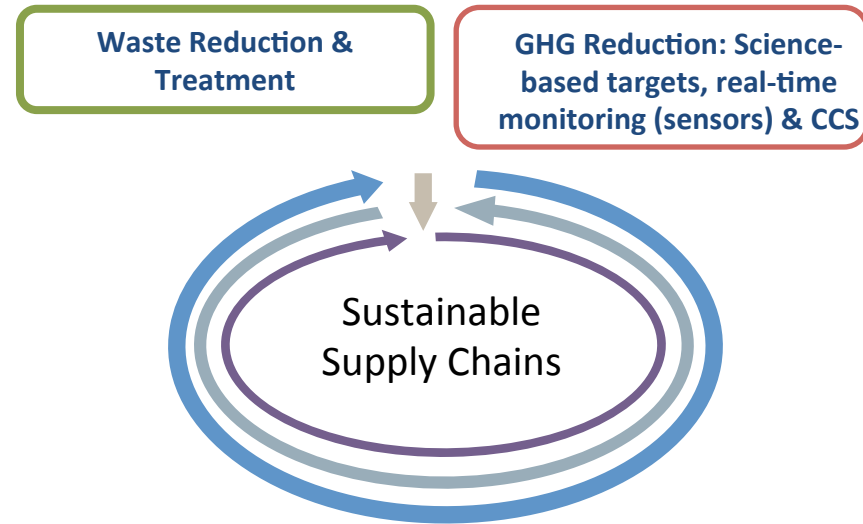 Waste Reduction &
Treatment
GHG Reduction: Science-
based targets, real-time
monitoring (sensors) & CCS
Sustainable
Supply Chains